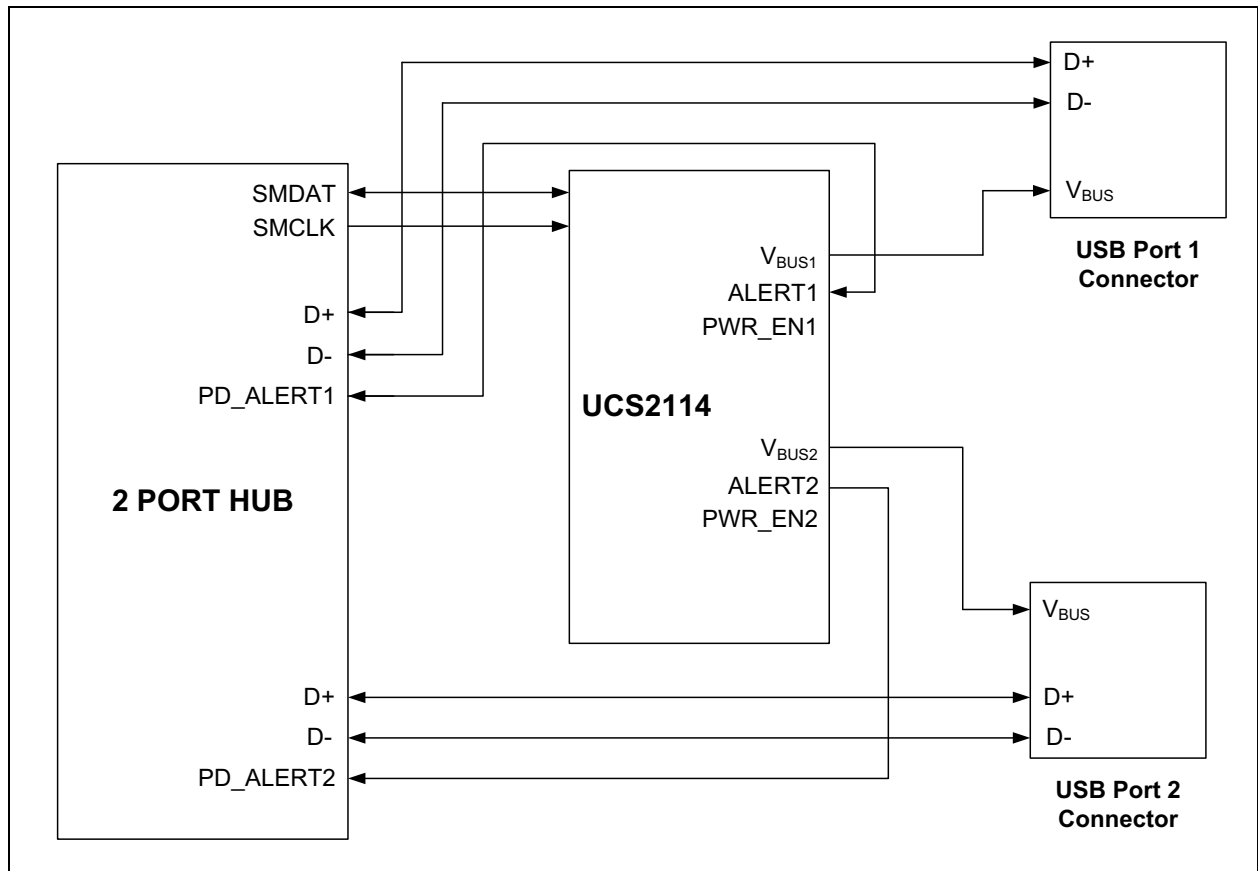 2 PORT HUB
SMDAT
SMCLK
D+
D-
PD_ALERT1
D+
D-
PD_ALERT2
UCS2114
VBUS1
ALERT1
PWR_EN1
VBUS2
ALERT2
PWR_EN2
D+
D-
VBUS
USB Port 1
Connector
VBUS
D+
D-
USB Port 2
Connector